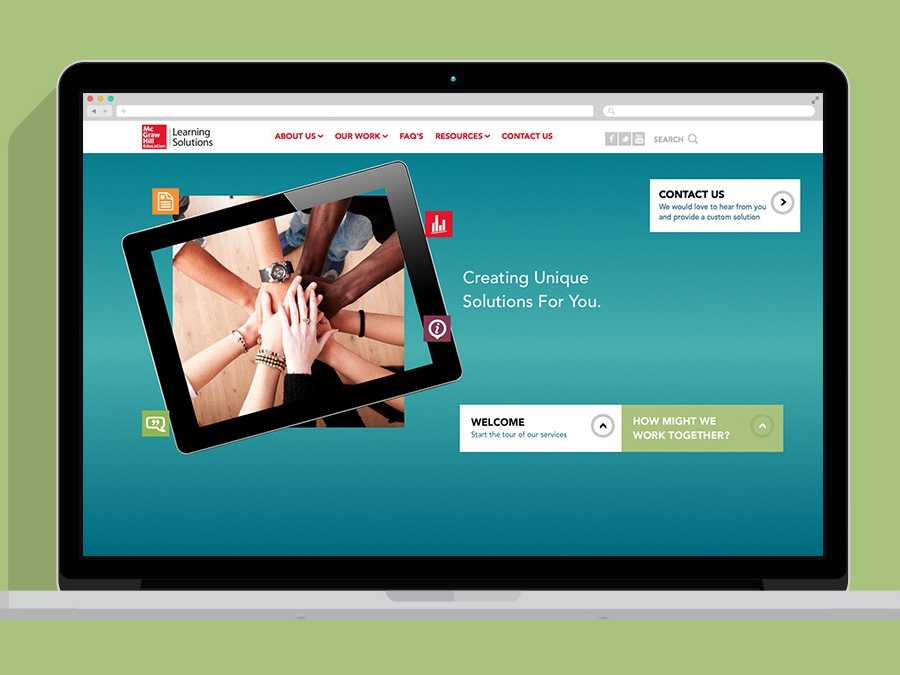 Mc
Graw
Hill
Education
Learning
Solutions
ABOUT US
OUR WORK
FAQ'S
RESOURCES
CONTACT US
SEARCH
CONTACT US
We would love to hear from you
and provide a custom solution
Creating Unique
Solutions For You.
WELCOME
Start the tour of our services
HOW MIGHT WE
WORK TOGETHER?